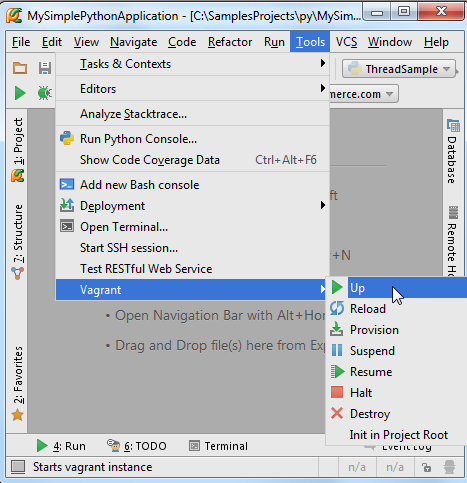 MySimplePythonApplication - [C:\SamplesProjects\py\MySim
File Edit View Navigate Code Refactor Run Tools VCS Window Help
Tasks & Contexts
ThreadSample
Editors
merce.com
Analyze Stacktrace...
Run Python Console...
Show Code Coverage Data Ctrl+Alt+F6
Add new Bash console
Deployment
ft
Open Terminal...
Start SSH session...
+N
Test RESTful Web Service
Vagrant
Up
Reload
Provision
Suspend
Resume
Halt
Destroy
Init in Project Root
• Open Navigation Bar with Alt+Ho
• Drag and Drop file(s) here from Exp
1: Project
7: Structure
2: Favorites
Database
Remote Ho
4: Run 6: TODO Terminal Event Log
Starts vagrant instance n/a n/a